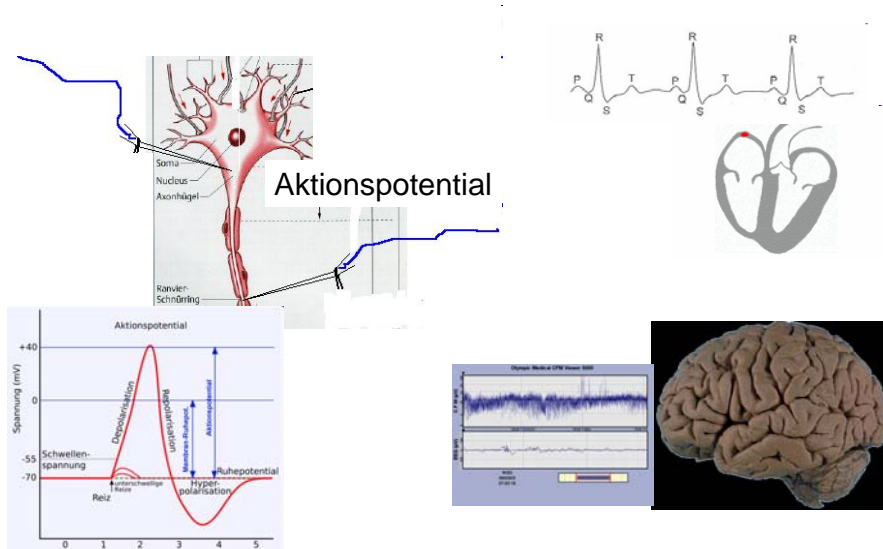 R
R
R
P
T
P
T
P
T
Q
S
Q
S
Q
S
Soma
Nucleus
Axonhügel
Aktionspotential
Ranvier-
Schnürring
Aktionspotential
Spannung (mV)
+40
0
-55
-70
Schwellen-
spannung
Depolarisation
Repolarisation
Membran-Ruhepot.
Aktionspotential
Ruhepotential
Reiz
unterschwellige
Reize
Hyper-
polarisation
0
1
2
3
4
5
Olympic Medical CFM Viewer